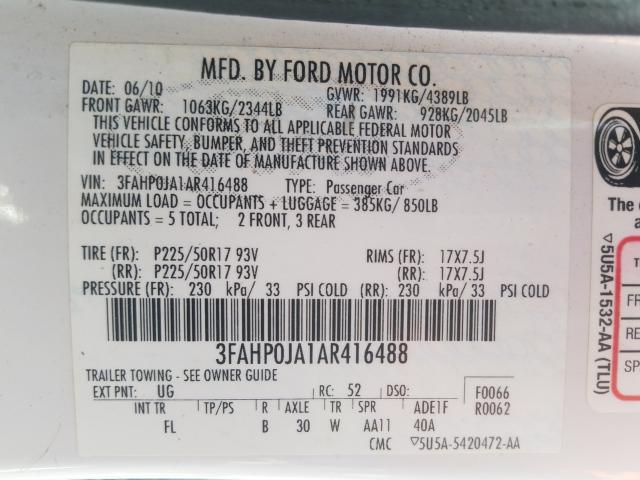 MFD. BY FORD MOTOR CO.
DATE: 06/10 GVWR: 1991KG/4389LB
FRONT GAWR: 1063KG/2344LB REAR GAWR: 928KG/2045LB
THIS VEHICLE CONFORMS TO ALL APPLICABLE FEDERAL MOTOR
VEHICLE SAFETY, BUMPER, AND THEFT PREVENTION STANDARDS
IN EFFECT ON THE DATE OF MANUFACTURE SHOWN ABOVE.
VIN: 3FAHP0JA1AR416488 TYPE: Passenger Car
MAXIMUM LOAD = OCCUPANTS + LUGGAGE = 385KG/ 850LB
OCCUPANTS = 5 TOTAL; 2 FRONT, 3 REAR
TIRE (FR): P225/50R17 93V RIMS (FR): 17X7.5J
(RR): P225/50R17 93V (RR): 17X7.5J
PRESSURE (FR): 230 kPa/ 33 PSI COLD (RR): 230 kPa/ 33 PSI COLD
3FAHP0JA1AR416488
TRAILER TOWING - SEE OWNER GUIDE
EXT PNT: UG RC: 52 DSO: F0066
R0062
INT TR TP/PS R AXLE TR SPR ADE1F
FL B 30 W AA11 40A
CMC ▽5U5A-5420472-AA
The
▽5U5A-1532-AA (TLU)
FR
RE
SP